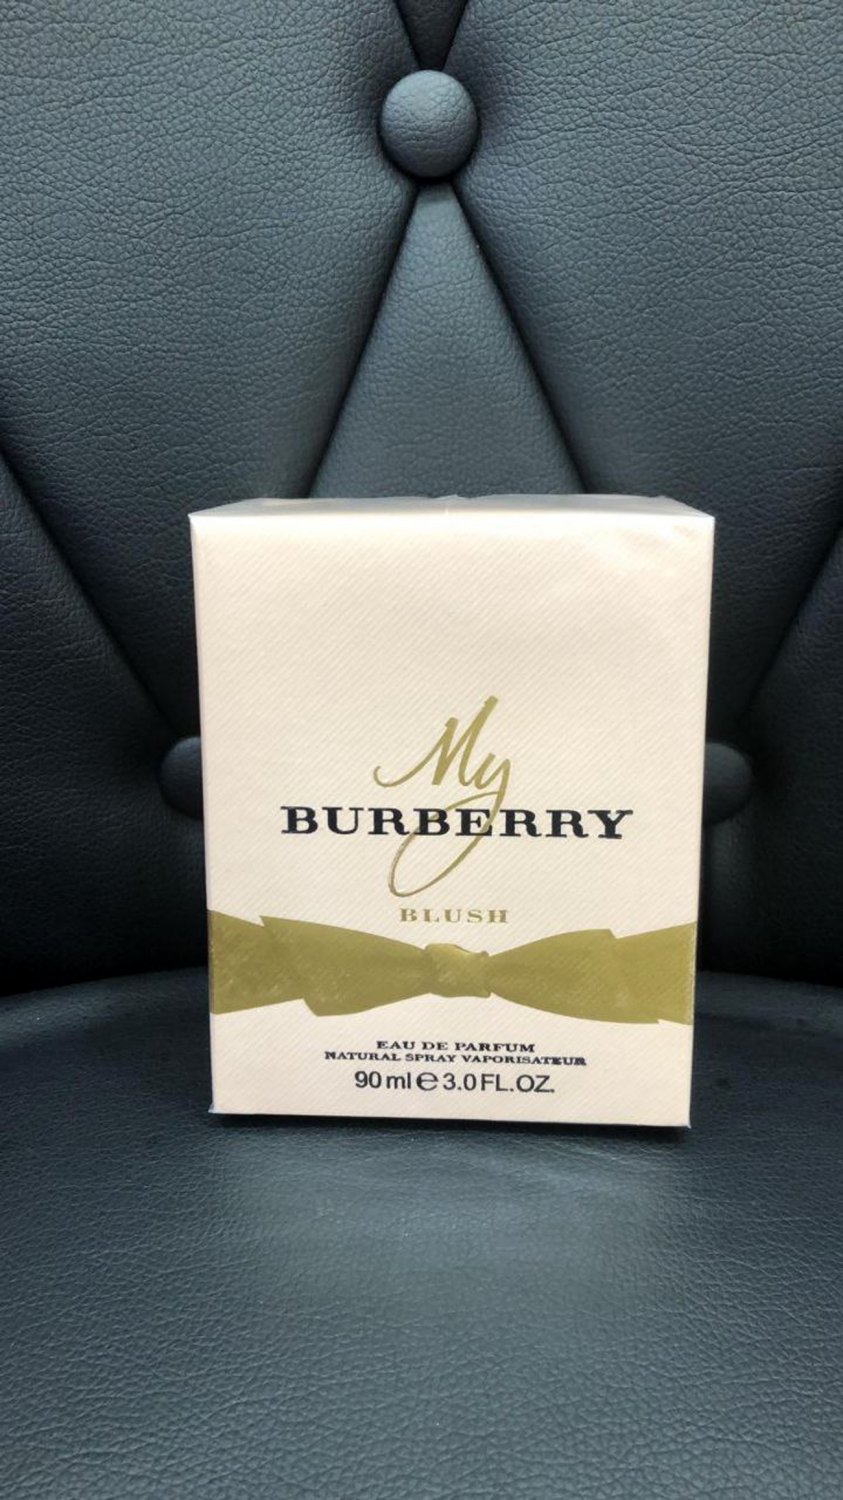 My
BURBERRY
BLUSH
EAU DE PARFUM
NATURAL SPRAY VAPORISATEUR
90 ml e 3.0 FL.OZ.